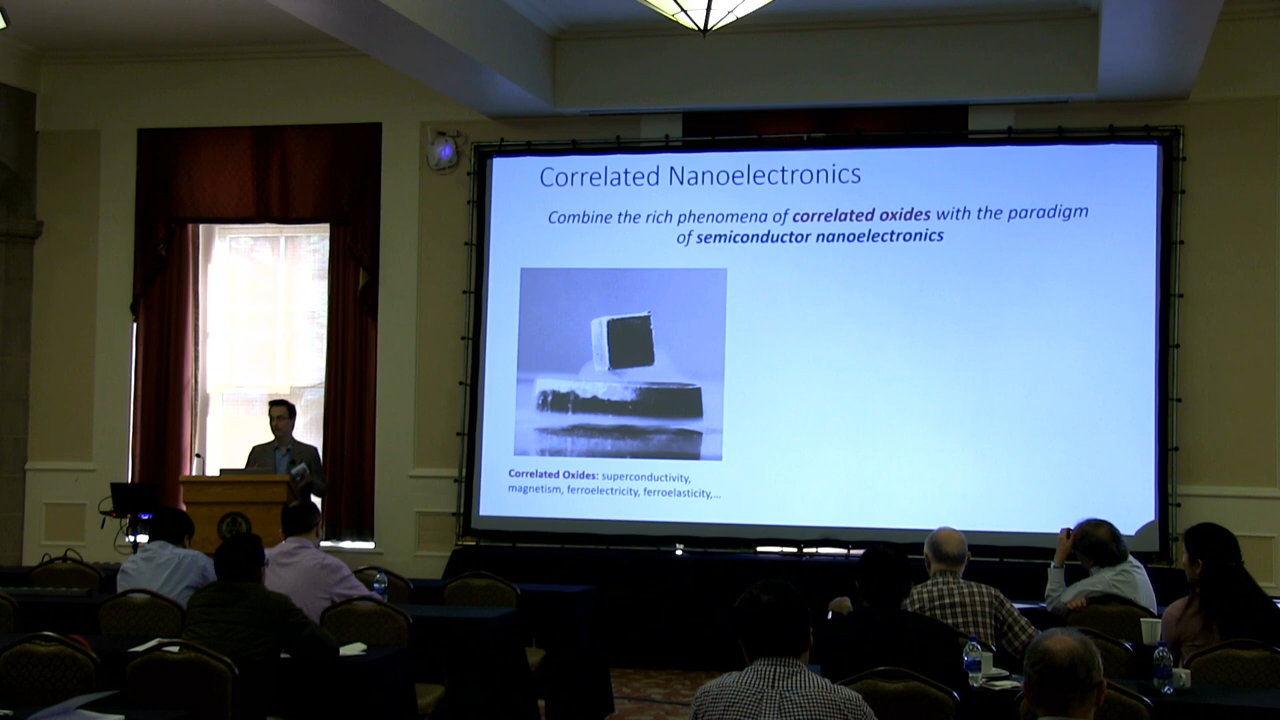 Correlated Nanoelectronics
Combine the rich phenomena of correlated oxides with the paradigm
of semiconductor nanoelectronics
Correlated Oxides: superconductivity,
magnetism, ferroelectricity, ferroelasticity,...